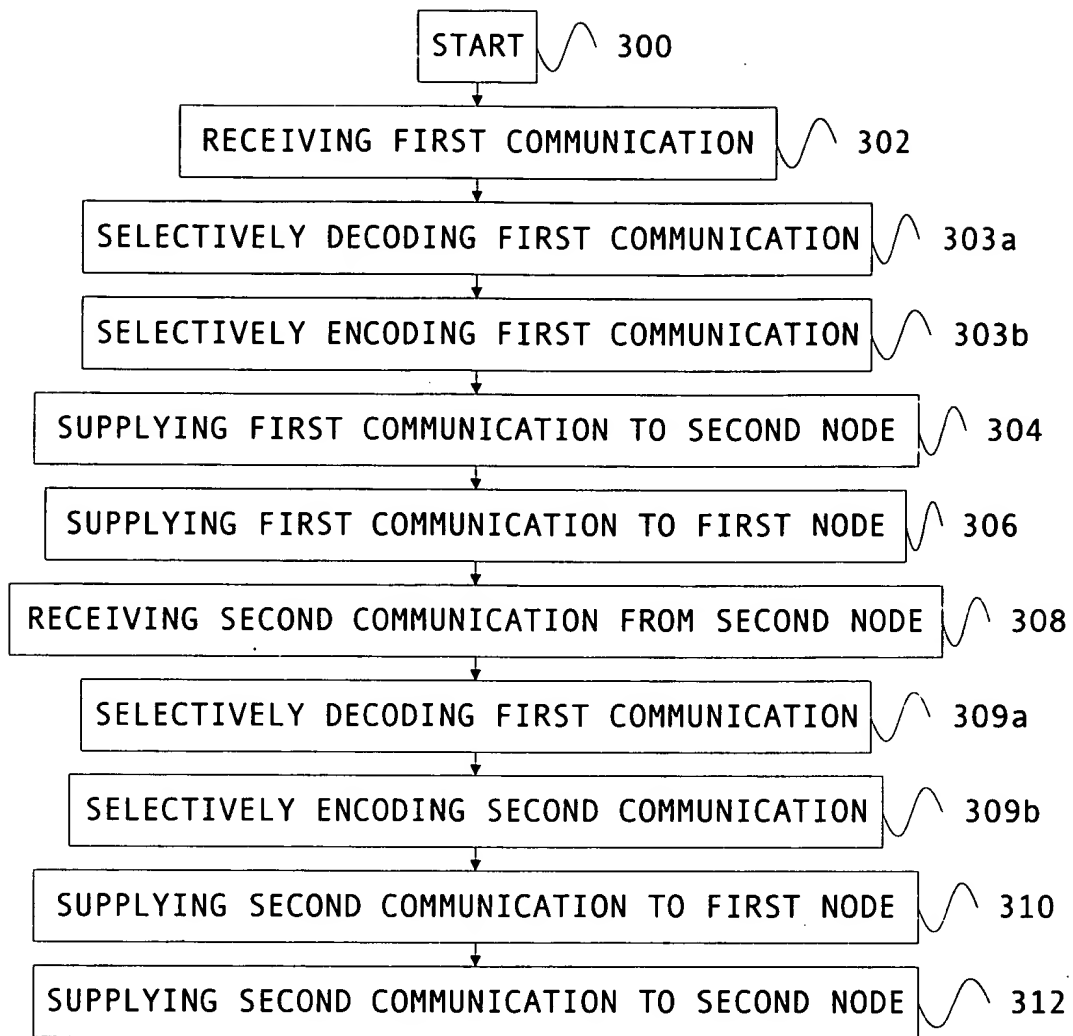 START 300
RECEIVING FIRST COMMUNICATION 302
SELECTIVELY DECODING FIRST COMMUNICATION 303a
SELECTIVELY ENCODING FIRST COMMUNICATION 303b
SUPPLYING FIRST COMMUNICATION TO SECOND NODE 304
SUPPLYING FIRST COMMUNICATION TO FIRST NODE 306
RECEIVING SECOND COMMUNICATION FROM SECOND NODE 308
SELECTIVELY DECODING FIRST COMMUNICATION 309a
SELECTIVELY ENCODING SECOND COMMUNICATION 309b
SUPPLYING SECOND COMMUNICATION TO FIRST NODE 310
SUPPLYING SECOND COMMUNICATION TO SECOND NODE 312